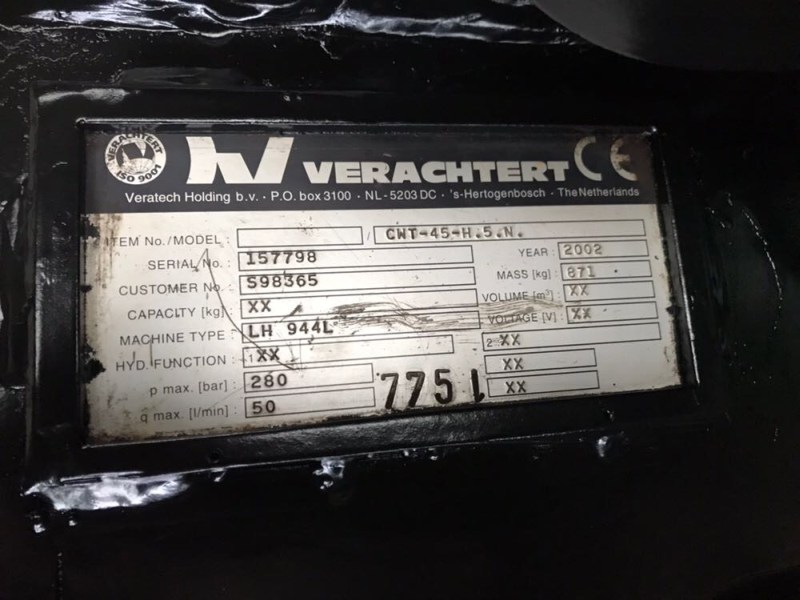 VERACHTERT
ISO 9001
VERACHTERT CE
Veratech Holding b.v. · P.O. box 3100 · NL-5203 DC · 's-Hertogenbosch · The Netherlands
ITEM No./MODEL : / CWT-45-H.5.N.
SERIAL No. : 157798 YEAR : 2002
CUSTOMER No. : S98365 MASS [kg] : 871
CAPACITY [kg] : XX VOLUME [m³] : XX
MACHINE TYPE : LH 944L VOLTAGE [V] : XX
HYD. FUNCTION : 1 XX 2 XX
p max. [bar] : 280 XX
q max. [l/min] : 50 XX
775 l